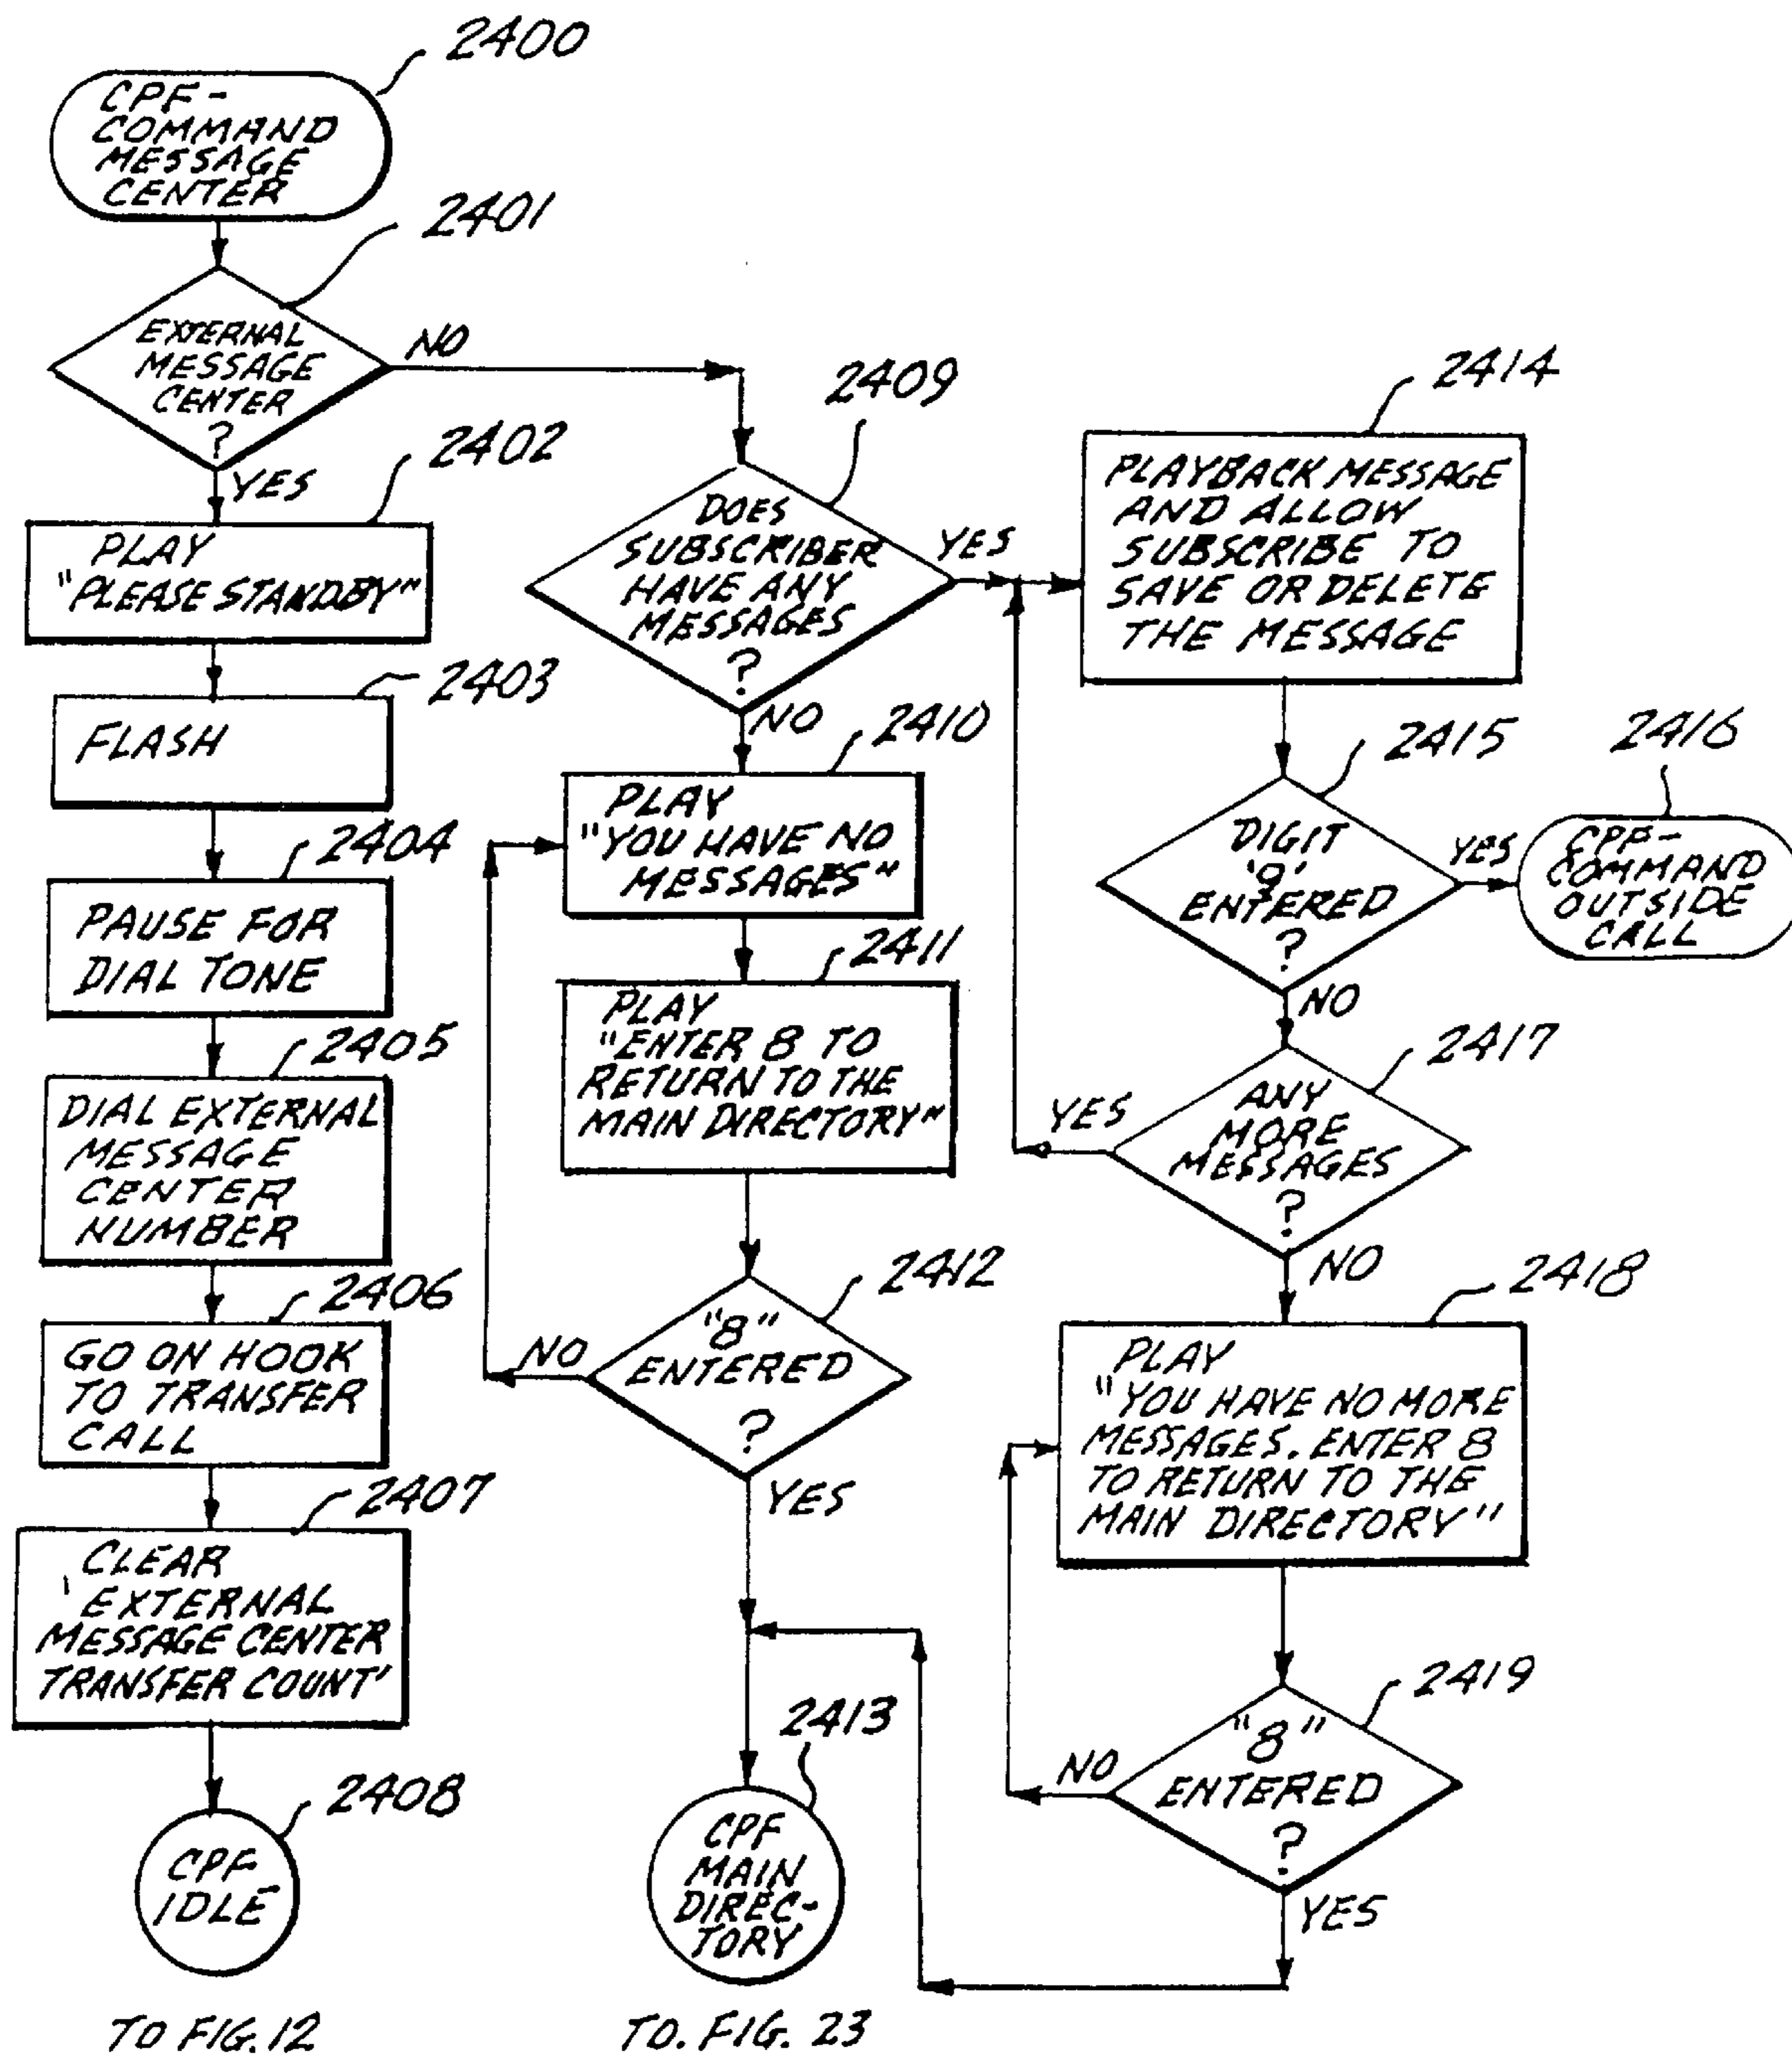 2400
CPF-
COMMAND
MESSAGE
CENTER
2401
EXTERNAL
MESSAGE
CENTER
?
NO
YES
2402
PLAY
"PLEASE STANDBY"
2403
FLASH
2404
PAUSE FOR
DIAL TONE
2405
DIAL EXTERNAL
MESSAGE
CENTER
NUMBER
2406
GO ON HOOK
TO TRANSFER
CALL
2407
CLEAR
'EXTERNAL
MESSAGE CENTER
TRANSFER COUNT'
2408
CPF
IDLE
TO FIG. 12
2409
DOES
SUBSCRIBER
HAVE ANY
MESSAGES
?
YES
NO
2410
PLAY
"YOU HAVE NO
MESSAGES"
2411
PLAY
"ENTER 8 TO
RETURN TO THE
MAIN DIRECTORY"
2412
"8"
ENTERED
?
NO
YES
2413
CPF
MAIN
DIREC-
TORY
TO. FIG. 23
2414
PLAYBACK MESSAGE
AND ALLOW
SUBSCRIBE TO
SAVE OR DELETE
THE MESSAGE
2415
DIGIT
'9'
ENTERED
?
YES
NO
2416
CPP-
COMMAND
OUTSIDE
CALL
2417
ANY
MORE
MESSAGES
?
YES
NO
2418
PLAY
"YOU HAVE NO MORE
MESSAGES. ENTER 8
TO RETURN TO THE
MAIN DIRECTORY"
2419
"8"
ENTERED
?
NO
YES